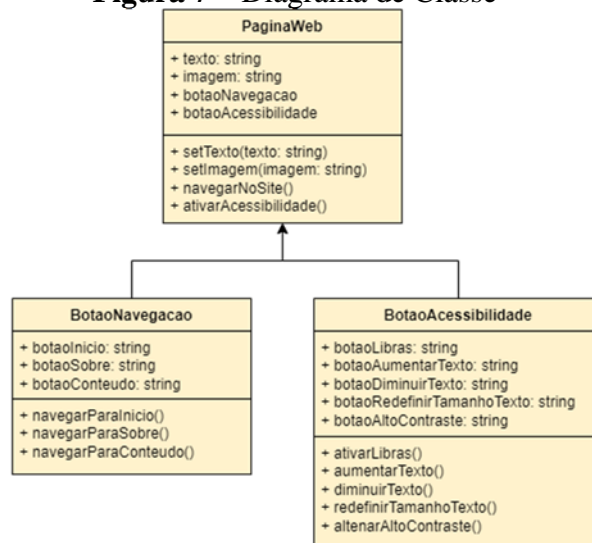 Figura 7 – Diagrama de Classe
PaginaWeb
+ texto: string
+ imagem: string
+ botaoNavegacao
+ botaoAcessibilidade
+ setTexto(texto: string)
+ setImagem(imagem: string)
+ navegarNoSite()
+ ativarAcessibilidade()
BotaoNavegacao
+ botaoInicio: string
+ botaoSobre: string
+ botaoConteudo: string
+ navegarParaInicio()
+ navegarParaSobre()
+ navegarParaConteudo()
BotaoAcessibilidade
+ botaoLibras: string
+ botaoAumentarTexto: string
+ botaoDiminuirTexto: string
+ botaoRedefinirTamanhoTexto: string
+ botaoAltoContraste: string
+ ativarLibras()
+ aumentarTexto()
+ diminuirTexto()
+ redefinirTamanhoTexto()
+ altenarAltoContraste()